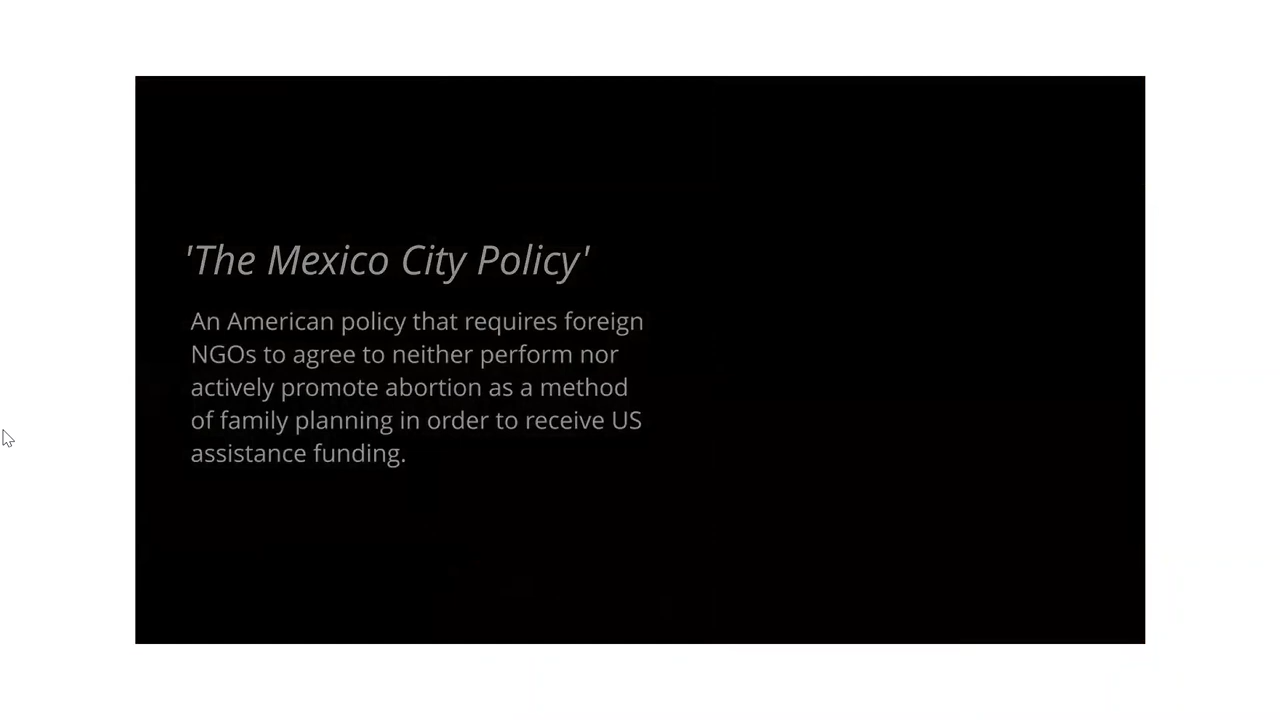 'The Mexico City Policy'
An American policy that requires foreign
NGOs to agree to neither perform nor
actively promote abortion as a method
of family planning in order to receive US
assistance funding.